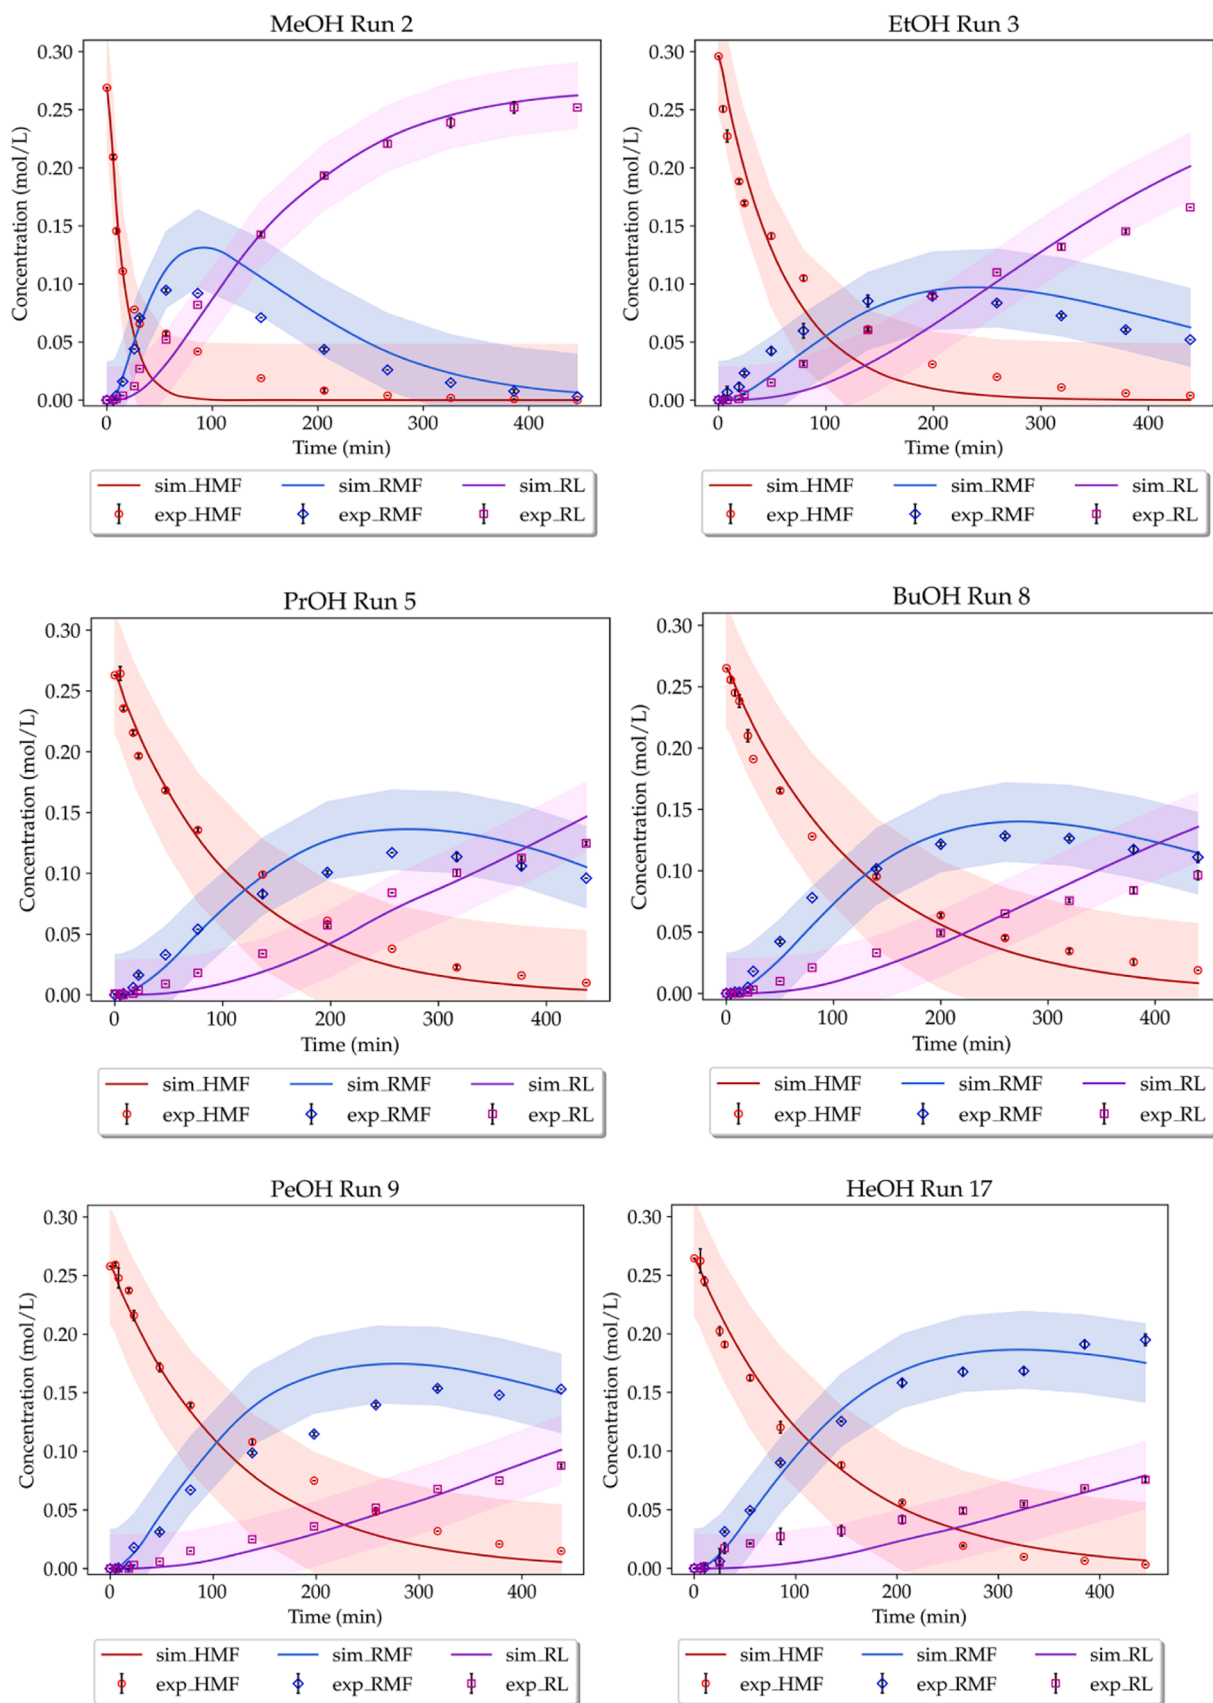 MeOH Run 2
Concentration (mol/L)
0.30
0.25
0.20
0.15
0.10
0.05
0.00
0 100 200 300 400
Time (min)
sim_HMF sim_RMF sim_RL
exp_HMF exp_RMF exp_RL
EtOH Run 3
Concentration (mol/L)
0.30
0.25
0.20
0.15
0.10
0.05
0.00
0 100 200 300 400
Time (min)
sim_HMF sim_RMF sim_RL
exp_HMF exp_RMF exp_RL
PrOH Run 5
Concentration (mol/L)
0.30
0.25
0.20
0.15
0.10
0.05
0.00
0 100 200 300 400
Time (min)
sim_HMF sim_RMF sim_RL
exp_HMF exp_RMF exp_RL
BuOH Run 8
Concentration (mol/L)
0.30
0.25
0.20
0.15
0.10
0.05
0.00
0 100 200 300 400
Time (min)
sim_HMF sim_RMF sim_RL
exp_HMF exp_RMF exp_RL
PeOH Run 9
Concentration (mol/L)
0.30
0.25
0.20
0.15
0.10
0.05
0.00
0 100 200 300 400
Time (min)
sim_HMF sim_RMF sim_RL
exp_HMF exp_RMF exp_RL
HeOH Run 17
Concentration (mol/L)
0.30
0.25
0.20
0.15
0.10
0.05
0.00
0 100 200 300 400
Time (min)
sim_HMF sim_RMF sim_RL
exp_HMF exp_RMF exp_RL